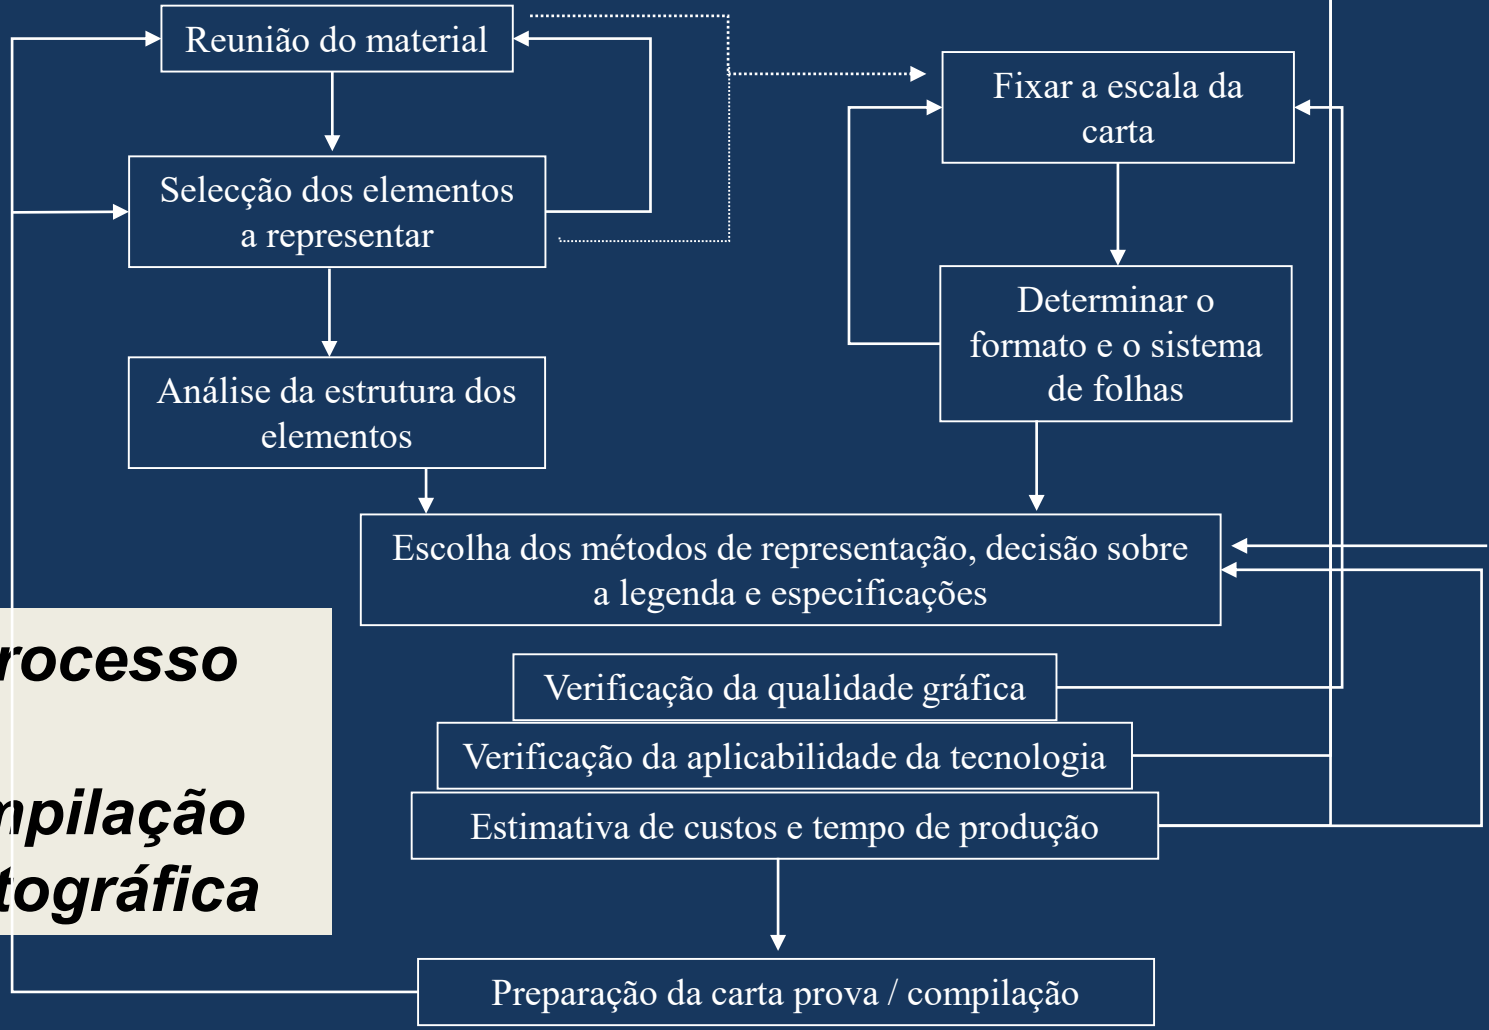 Reunião do material
Fixar a escala da
carta
Selecção dos elementos
a representar
Determinar o
formato e o sistema
de folhas
Análise da estrutura dos
elementos
Escolha dos métodos de representação, decisão sobre
a legenda e especificações
rocesso
Verificação da qualidade gráfica
Verificação da aplicabilidade da tecnologia
mpilação
Estimativa de custos e tempo de produção
tográfica
Preparação da carta prova / compilação